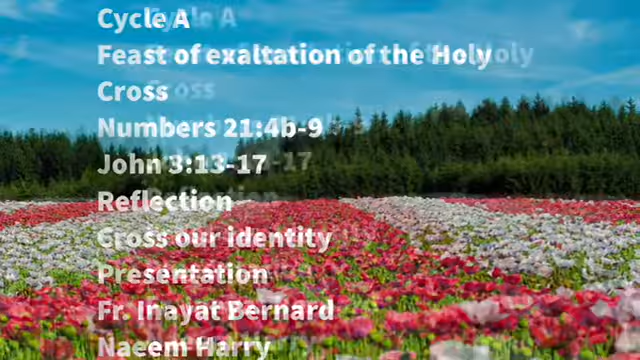 Cycle A
Feast of exaltation of the Holy
Cross
Numbers 21:4b-9
John 3:13-17
Reflection
Cross our identity
Presentation
Fr. Inayat Bernard
Naeem Harry